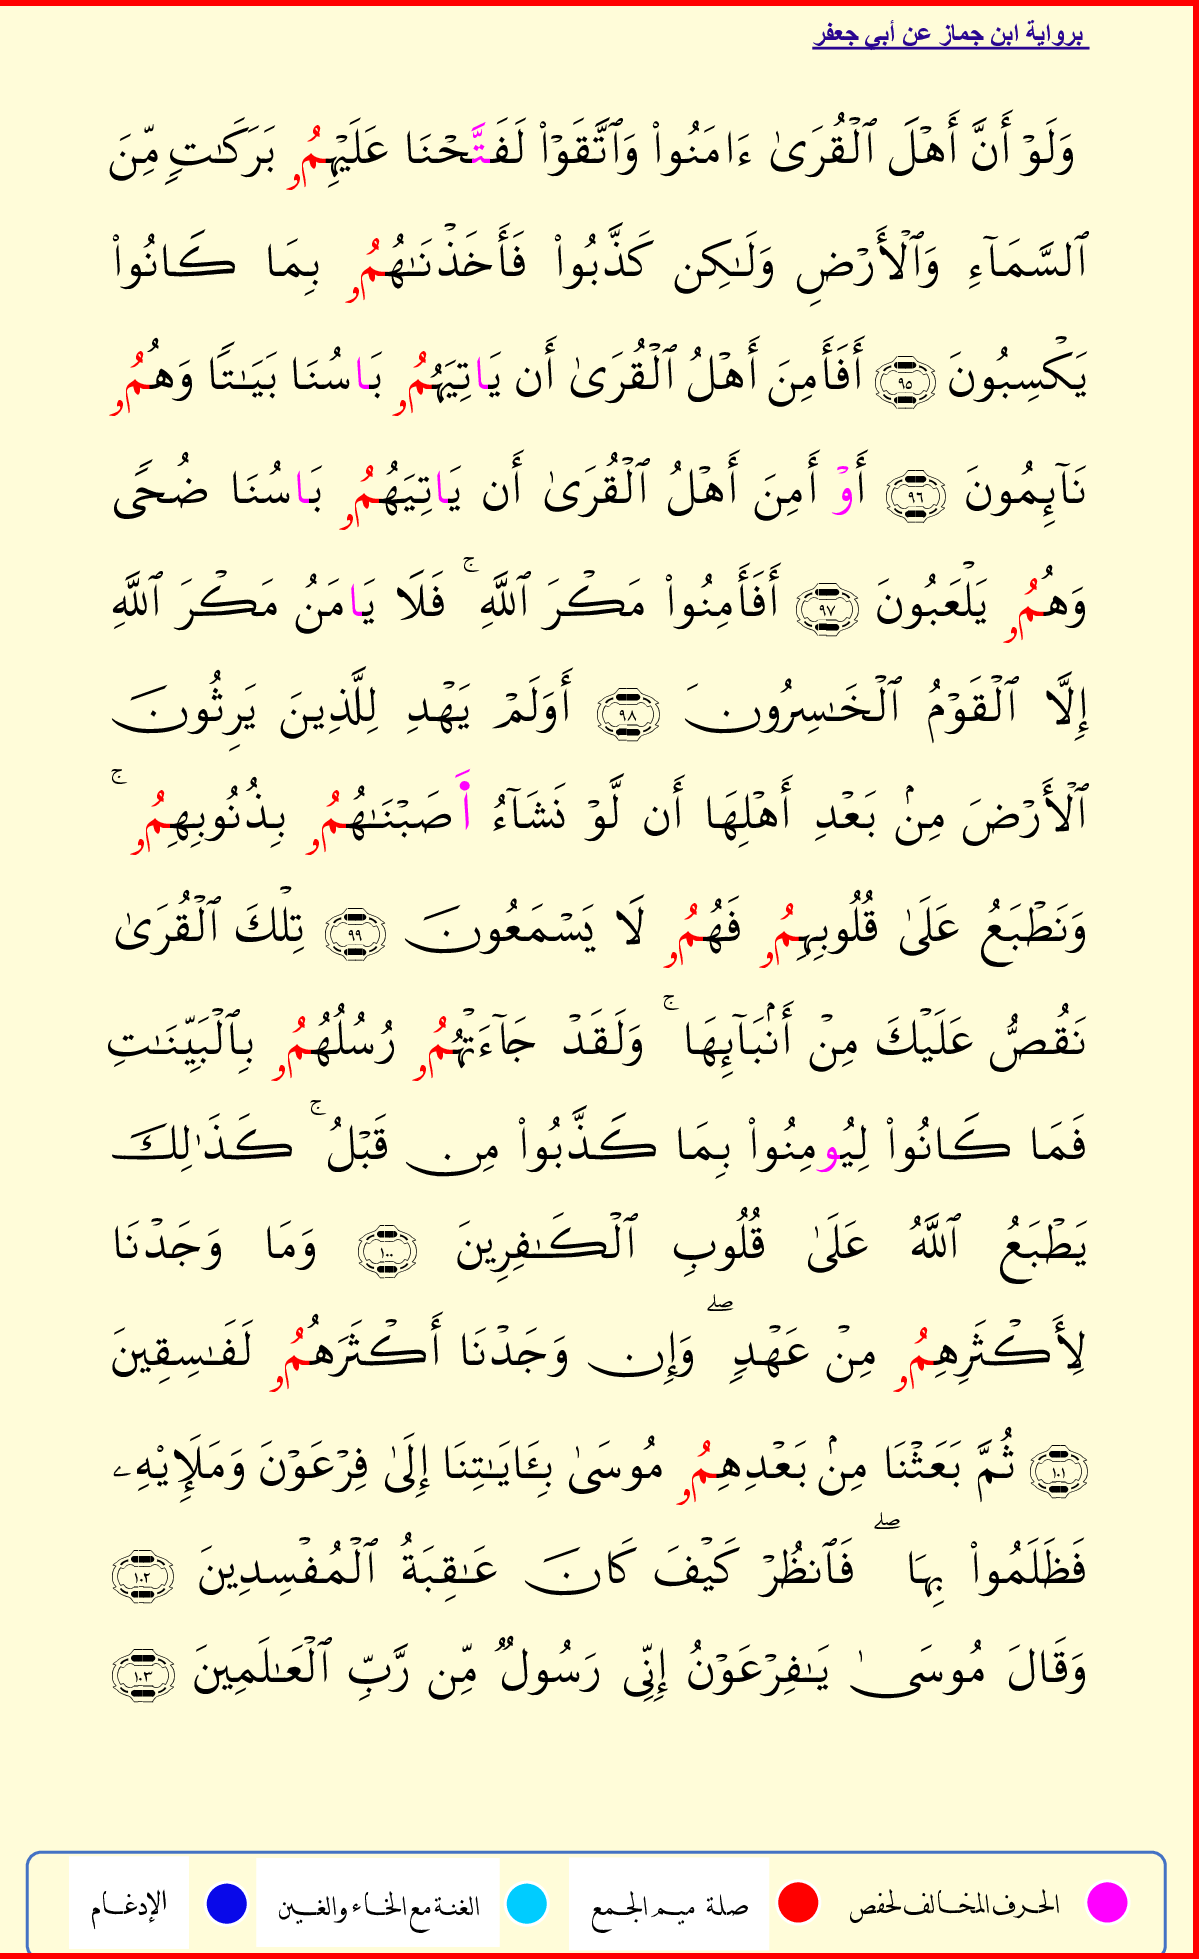 برواية ابن جماز عن أبي جعفر
وَلَوۡ أَنَّ أَهۡلَ ٱلۡقُرَىٰ ءَامَنُواْ وَٱتَّقَوۡاْ لَفَتَّحۡنَا عَلَيۡهِمُۥ بَرَكَٰتٖ مِّنَ
ٱلسَّمَآءِ وَٱلۡأَرۡضِ وَلَٰكِن كَذَّبُواْ فَأَخَذۡنَٰهُمُۥ بِمَا كَانُواْ
يَكۡسِبُونَ ٩٥ أَفَأَمِنَ أَهۡلُ ٱلۡقُرَىٰ أَن يَاتِيَهُمُۥ بَاسُنَا بَيَٰتٗا وَهُمُۥ
نَآئِمُونَ ٩٦ أَوۡ أَمِنَ أَهۡلُ ٱلۡقُرَىٰ أَن يَاتِيَهُمُۥ بَاسُنَا ضُحٗى
وَهُمُۥ يَلۡعَبُونَ ٩٧ أَفَأَمِنُواْ مَكۡرَ ٱللَّهِۚ فَلَا يَامَنُ مَكۡرَ ٱللَّهِ
إِلَّا ٱلۡقَوۡمُ ٱلۡخَٰسِرُونَ ٩٨ أَوَلَمۡ يَهۡدِ لِلَّذِينَ يَرِثُونَ
ٱلۡأَرۡضَ مِنۢ بَعۡدِ أَهۡلِهَا أَن لَّوۡ نَشَآءُ اَ۬صَبۡنَٰهُمُۥ بِذُنُوبِهِمُۥۚ
وَنَطۡبَعُ عَلَىٰ قُلُوبِهِمُۥ فَهُمُۥ لَا يَسۡمَعُونَ ٩٩ تِلۡكَ ٱلۡقُرَىٰ
نَقُصُّ عَلَيۡكَ مِنۡ أَنۢبَآئِهَاۚ وَلَقَدۡ جَآءَتۡهُمُۥ رُسُلُهُمُۥ بِٱلۡبَيِّنَٰتِ
فَمَا كَانُواْ لِيُومِنُواْ بِمَا كَذَّبُواْ مِن قَبۡلُۚ كَذَٰلِكَ
يَطۡبَعُ ٱللَّهُ عَلَىٰ قُلُوبِ ٱلۡكَٰفِرِينَ ١٠٠ وَمَا وَجَدۡنَا
لِأَكۡثَرِهِمُۥ مِنۡ عَهۡدٖۖ وَإِن وَجَدۡنَا أَكۡثَرَهُمُۥ لَفَٰسِقِينَ
١٠١ ثُمَّ بَعَثۡنَا مِنۢ بَعۡدِهِمُۥ مُوسَىٰ بِـَٔايَٰتِنَا إِلَىٰ فِرۡعَوۡنَ وَمَلَإِيْهِۦ
فَظَلَمُواْ بِهَاۖ فَٱنظُرۡ كَيۡفَ كَانَ عَٰقِبَةُ ٱلۡمُفۡسِدِينَ ١٠٢
وَقَالَ مُوسَىٰ يَٰفِرۡعَوۡنُ إِنِّي رَسُولٞ مِّن رَّبِّ ٱلۡعَٰلَمِينَ ١٠٣
الحرف المخالف لحفص صلة ميم الجمع الغنة مع الخاء والغين الإدغام